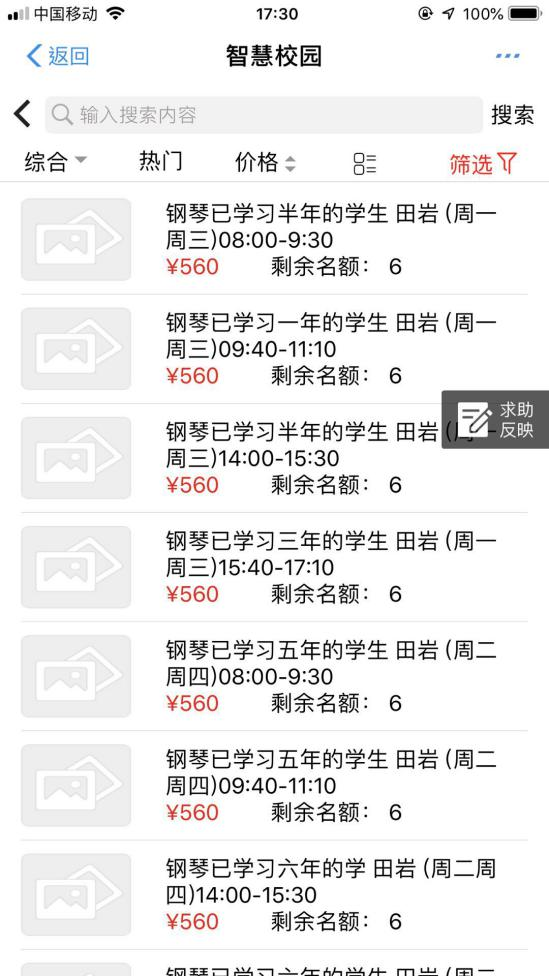 中国移动
17:30
100%
返回
智慧校园
输入搜索内容
搜索
综合
热门
价格
筛选
钢琴已学习半年的学生 田岩 (周一
周三)08:00-9:30
¥560 剩余名额： 6
钢琴已学习一年的学生 田岩 (周一
周三)09:40-11:10
¥560 剩余名额： 6
求助
反映
钢琴已学习半年的学生 田岩 (周一
周三)14:00-15:30
¥560 剩余名额： 6
钢琴已学习三年的学生 田岩 (周一
周三)15:40-17:10
¥560 剩余名额： 6
钢琴已学习五年的学生 田岩 (周二
周四)08:00-9:30
¥560 剩余名额： 6
钢琴已学习五年的学生 田岩 (周二
周四)09:40-11:10
¥560 剩余名额： 6
钢琴已学习六年的学 田岩 (周二周
四)14:00-15:30
¥560 剩余名额： 6